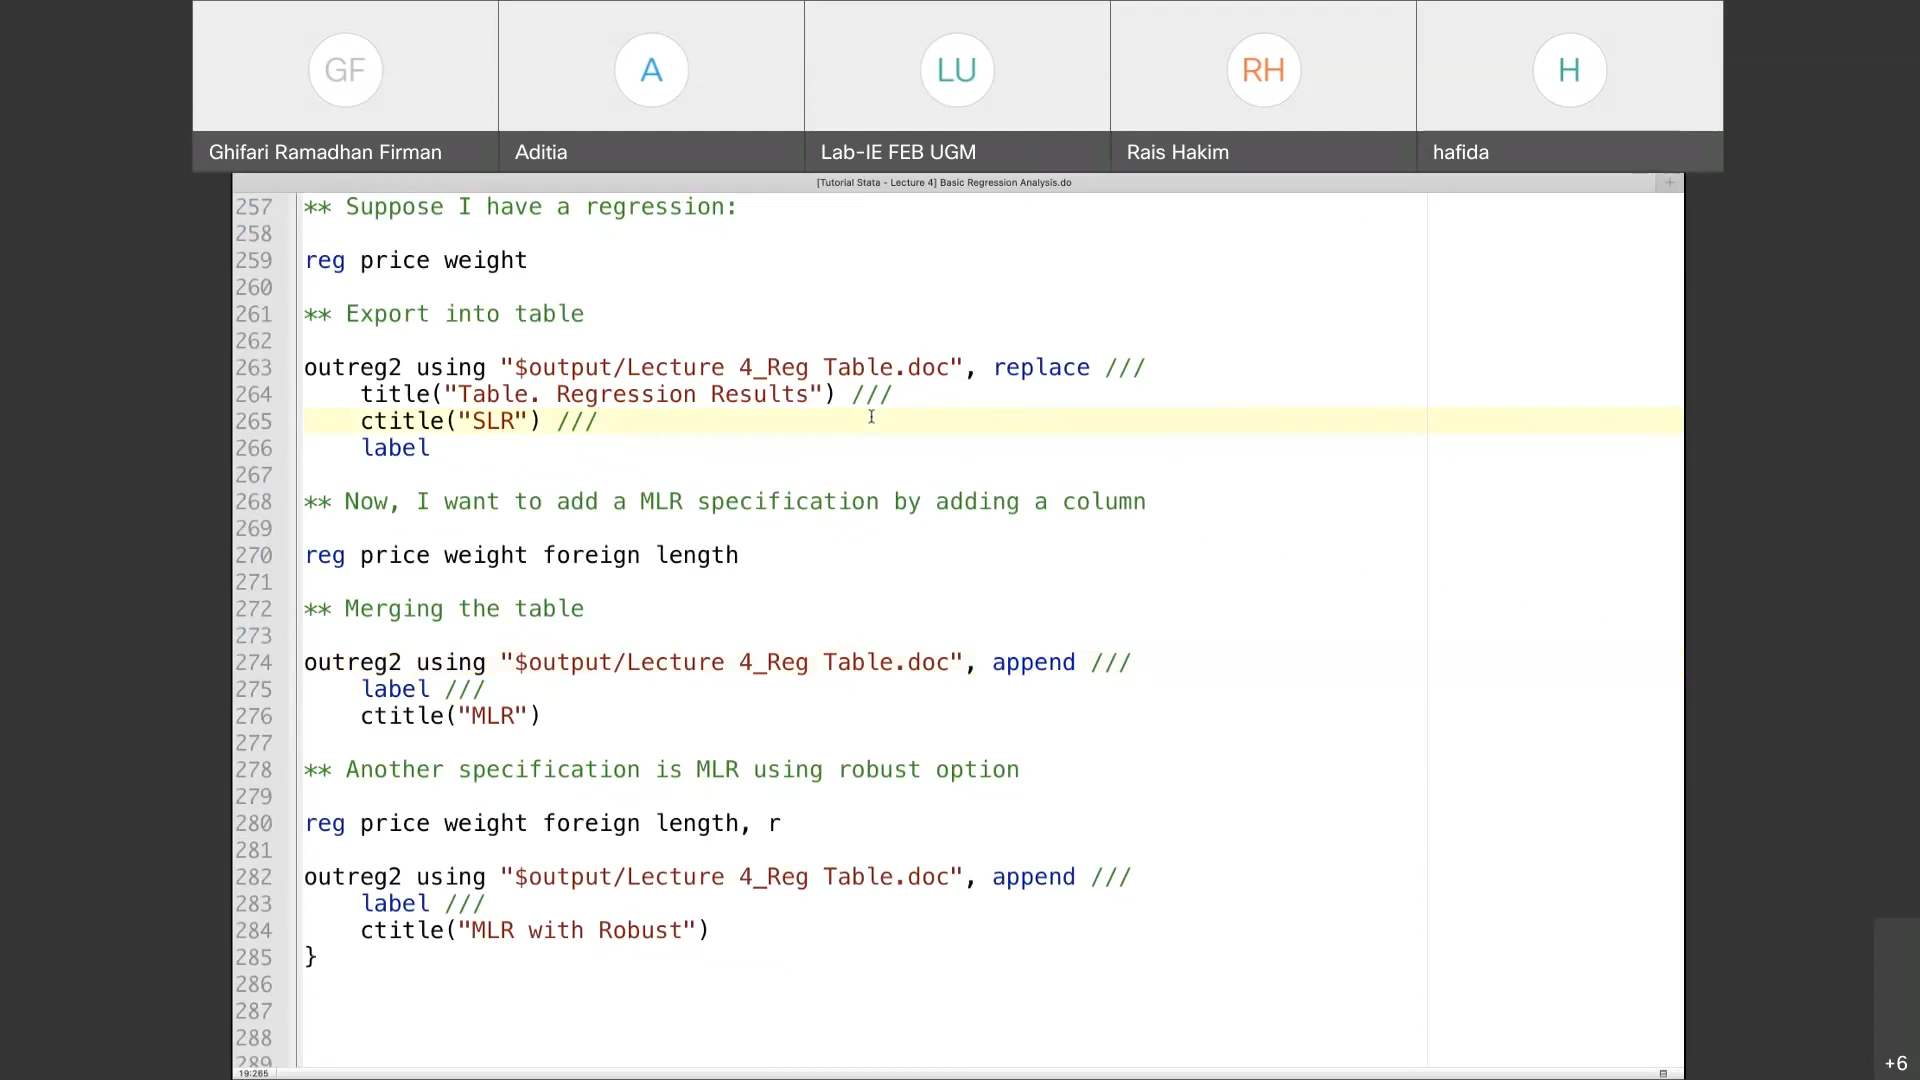 GF
A
LU
RH
H
Ghifari Ramadhan Firman
Aditia
Lab-IE FEB UGM
Rais Hakim
hafida
[Tutorial Stata - Lecture 4] Basic Regression Analysis.do
+
257 ** Suppose I have a regression:
258
259 reg price weight
260
261 ** Export into table
262
263 outreg2 using "$output/Lecture 4_Reg Table.doc", replace ///
264 title("Table. Regression Results") ///
265 ctitle("SLR") ///
266 label
267
268 ** Now, I want to add a MLR specification by adding a column
269
270 reg price weight foreign length
271
272 ** Merging the table
273
274 outreg2 using "$output/Lecture 4_Reg Table.doc", append ///
275 label ///
276 ctitle("MLR")
277
278 ** Another specification is MLR using robust option
279
280 reg price weight foreign length, r
281
282 outreg2 using "$output/Lecture 4_Reg Table.doc", append ///
283 label ///
284 ctitle("MLR with Robust")
285 }
286
287
288
289
19:265
+6